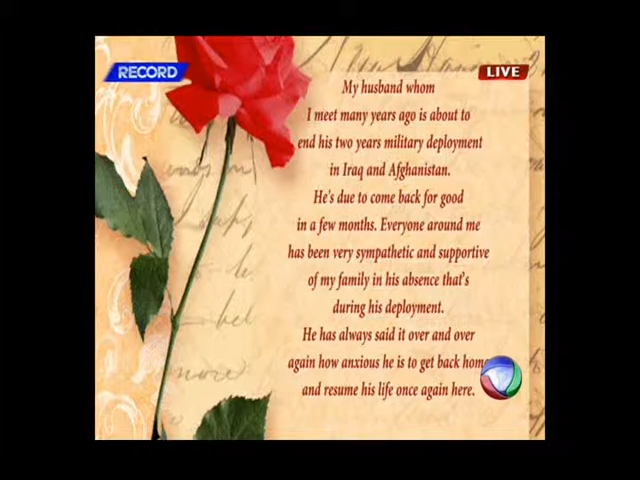 RECORD
LIVE
My husband whom
I meet many years ago is about to
end his two years military deployment
in Iraq and Afghanistan.
He's due to come back for good
in a few months. Everyone around me
has been very sympathetic and supportive
of my family in his absence that's
during his deployment.
He has always said it over and over
again how anxious he is to get back home
and resume his life once again here.
more